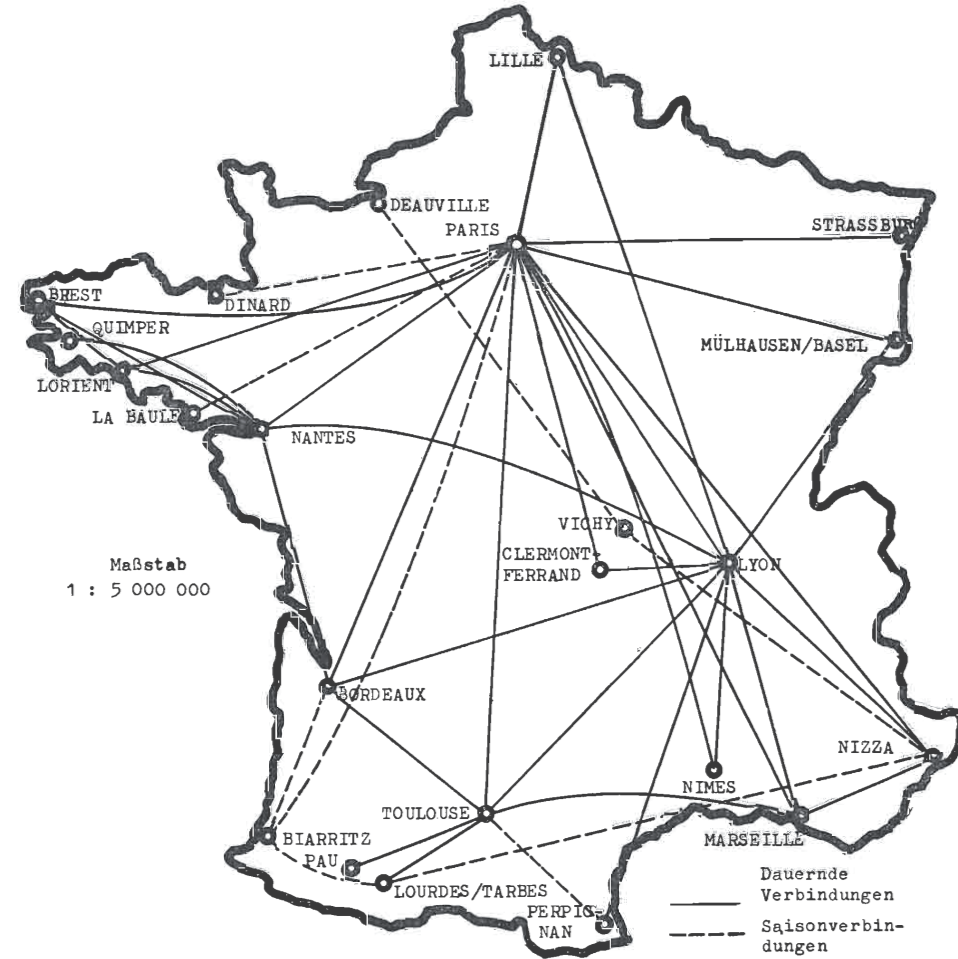 LILLE
DEAUVILLE
PARIS
STRASSBUR
BREST
DINARD
QUIMPER
MÜLHAUSEN/BASEL
LORIENT
LA BAULE
NANTES
VICHY
CLERMONT-
FERRAND
LYON
Maßstab
1 : 5 000 000
BORDEAUX
NIZZA
NIMES
TOULOUSE
MARSEILLE
BIARRITZ
PAU
LOURDES/TARBES
PERPIG-
NAN
Dauernde
Verbindungen
Saisonverbin-
dungen